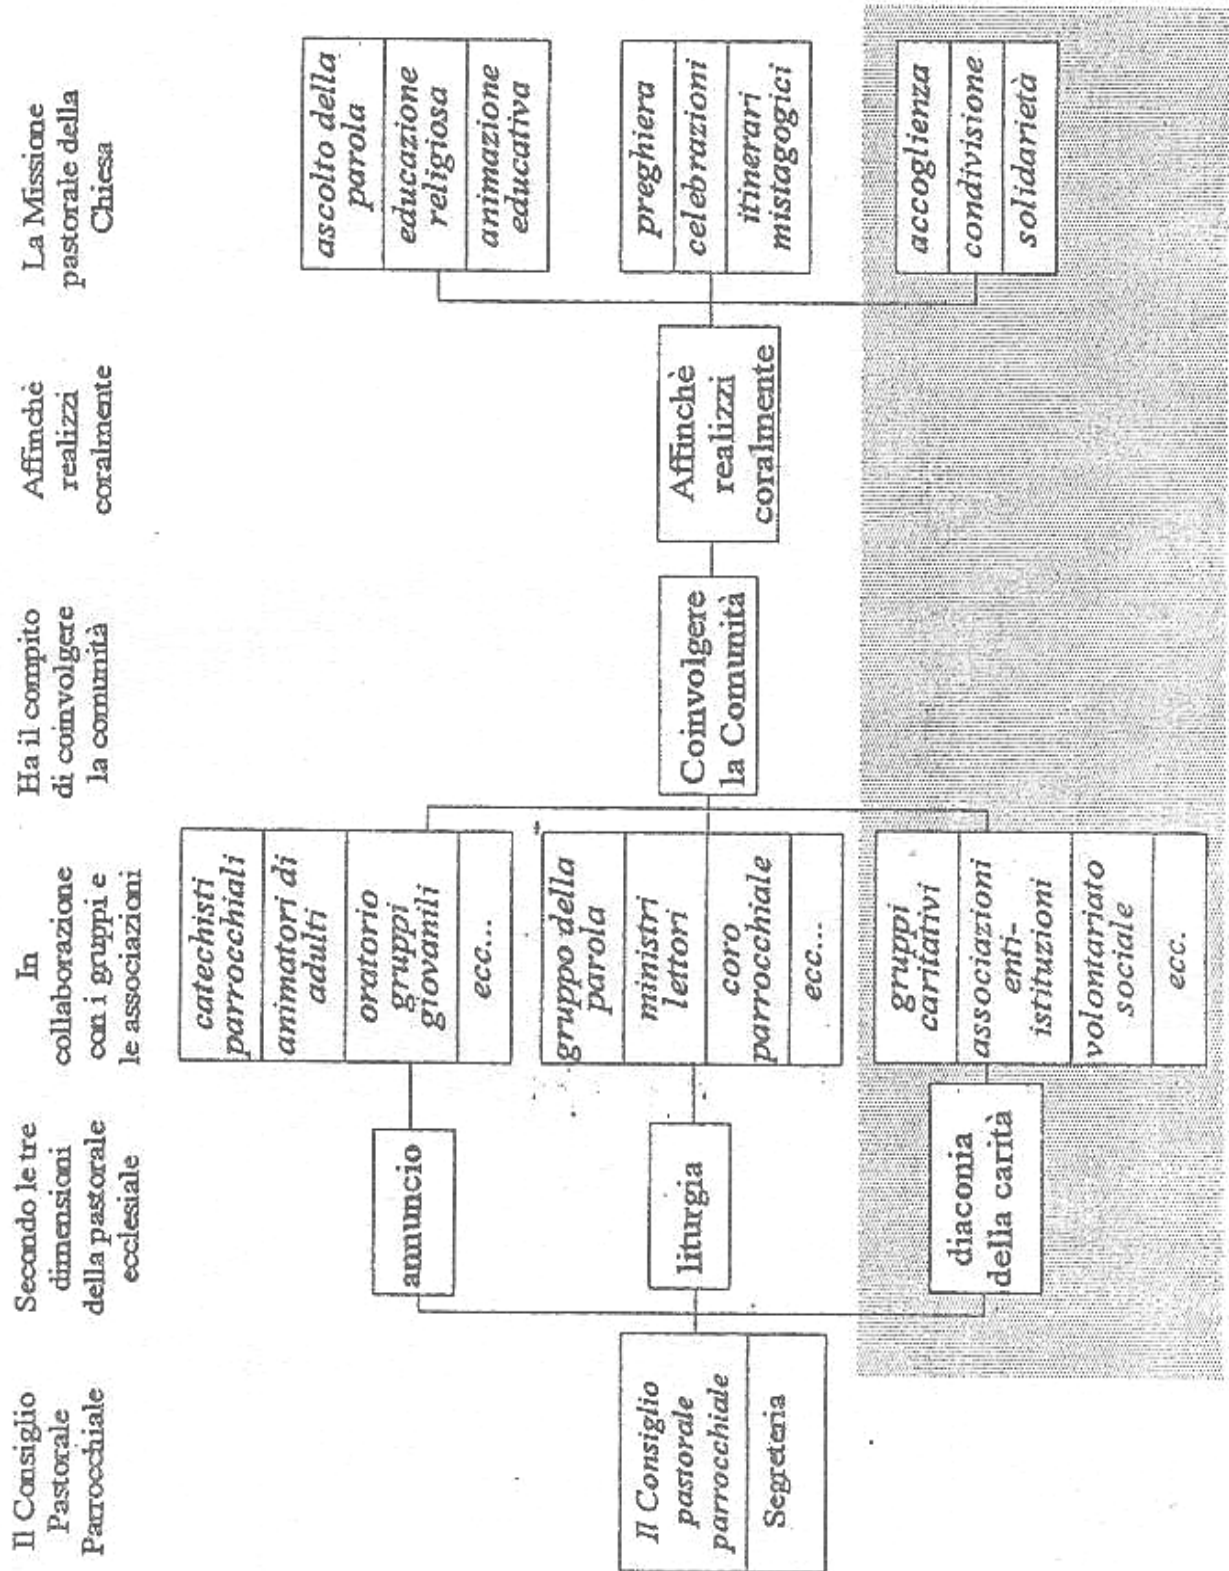 Il Consiglio
Pastorale
Parrocchiale
Secondo le tre
dimensioni
della pastorale
ecclesiale
In
collaborazione
con i gruppi e
le associazioni
Ha il compito
di coinvolgere
la comunità
Affinchè
realizzi
coralmente
La Missione
pastorale della
Chiesa
Il Consiglio
pastorale
parrocchiale
Segreteria
annuncio
liturgia
diaconia
della carità
catechisti
parrocchiali
animatori di
adulti
oratorio
gruppi
giovanili
ecc...
gruppo della
parola
ministri
lettori
coro
parrocchiale
ecc...
gruppi
caritativi
associazioni
enti-
istituzioni
volontariato
sociale
ecc.
Coinvolgere
la Comunità
Affinchè
realizzi
coralmente
ascolto della
parola
educazione
religiosa
animazione
educativa
preghiera
celebrazioni
itinerari
mistagogici
accoglienza
condivisione
solidarietà